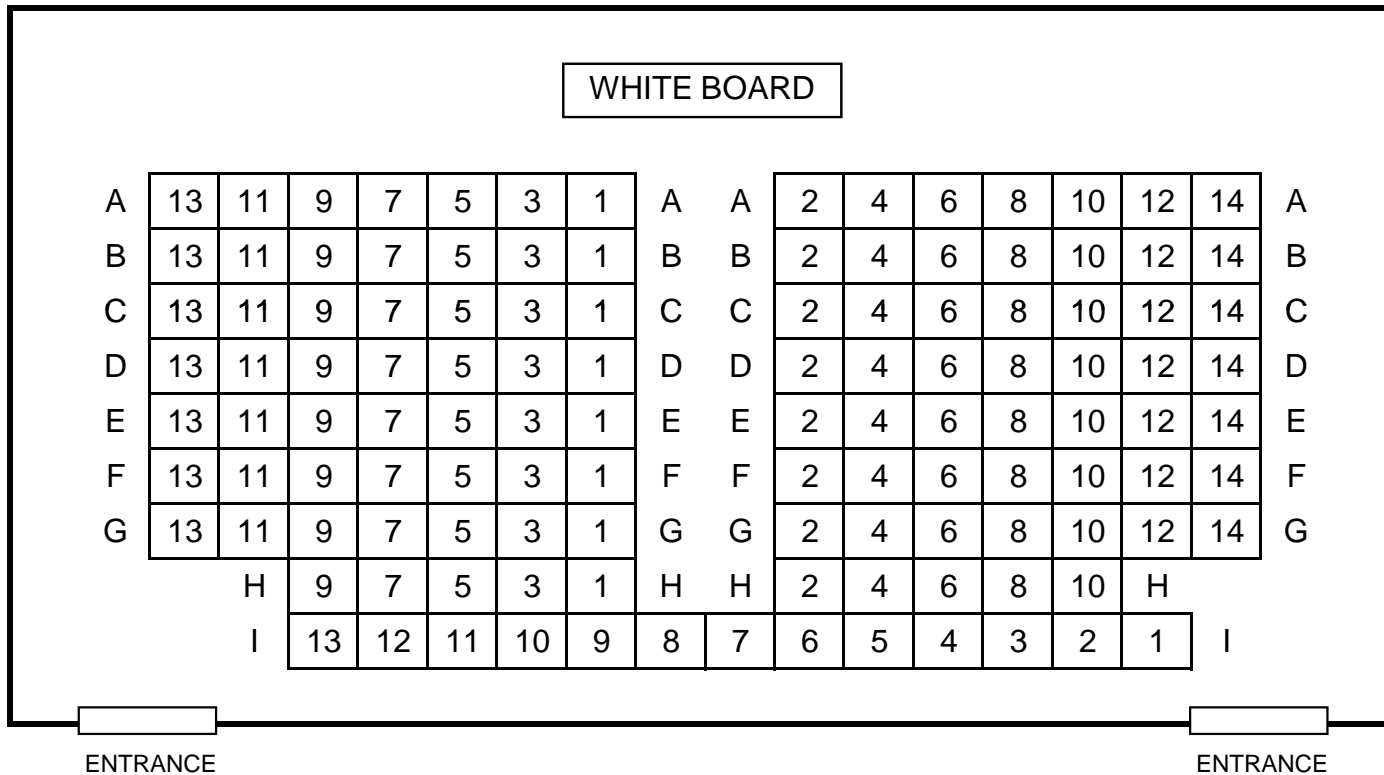 WHITE BOARD
A 13 11 9 7 5 3 1 A A 2 4 6 8 10 12 14 A
B 13 11 9 7 5 3 1 B B 2 4 6 8 10 12 14 B
C 13 11 9 7 5 3 1 C C 2 4 6 8 10 12 14 C
D 13 11 9 7 5 3 1 D D 2 4 6 8 10 12 14 D
E 13 11 9 7 5 3 1 E E 2 4 6 8 10 12 14 E
F 13 11 9 7 5 3 1 F F 2 4 6 8 10 12 14 F
G 13 11 9 7 5 3 1 G G 2 4 6 8 10 12 14 G
H 9 7 5 3 1 H H 2 4 6 8 10 H
I 13 12 11 10 9 8 7 6 5 4 3 2 1 I
ENTRANCE ENTRANCE